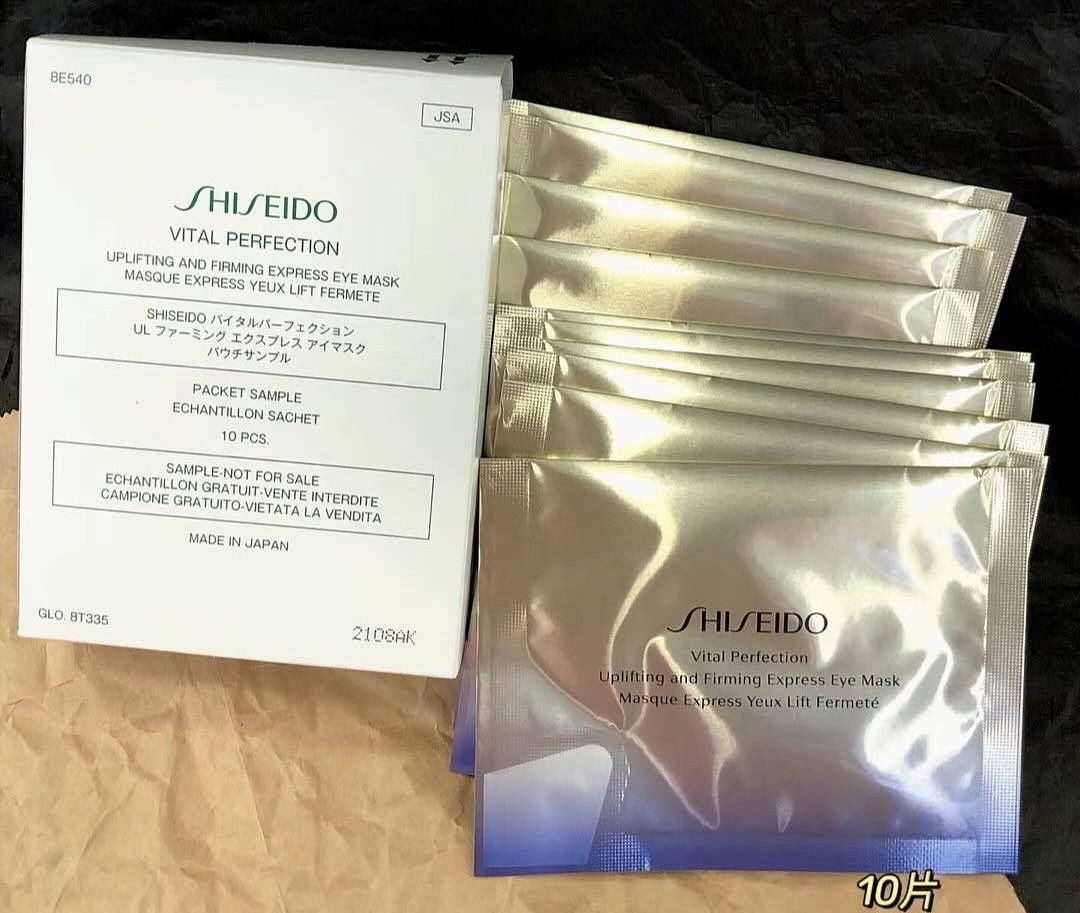 8E540
JSA
SHISEIDO
VITAL PERFECTION
UPLIFTING AND FIRMING EXPRESS EYE MASK
MASQUE EXPRESS YEUX LIFT FERMETE
SHISEIDO バイタルパーフェクション
UL ファーミング エクスプレス アイマスク
パウチサンプル
PACKET SAMPLE
ECHANTILLON SACHET
10 PCS.
SAMPLE-NOT FOR SALE
ECHANTILLON GRATUIT-VENTE INTERDITE
CAMPIONE GRATUITO-VIETATA LA VENDITA
MADE IN JAPAN
GLO. 8T335
2108AK
SHISEIDO
Vital Perfection
Uplifting and Firming Express Eye Mask
Masque Express Yeux Lift Fermeté
10片